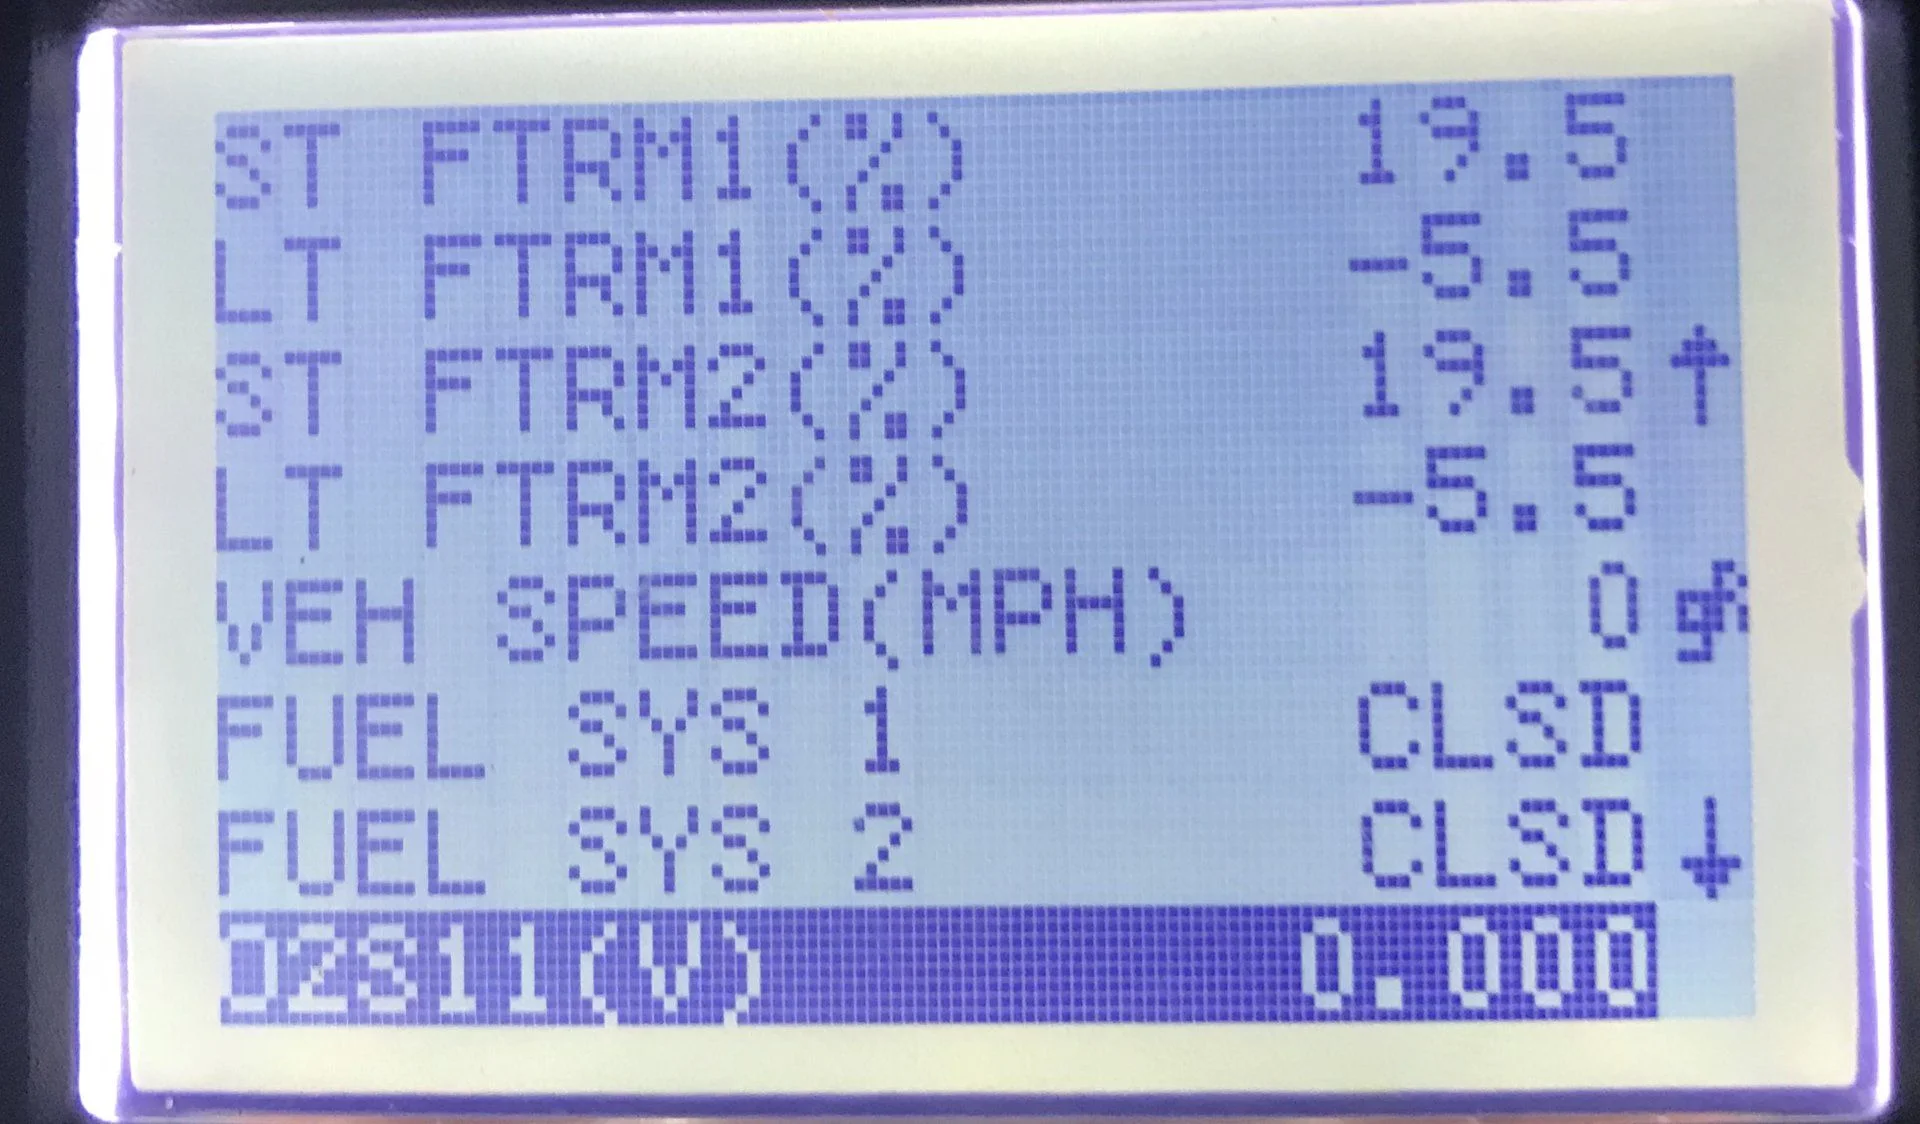 ST FTRM1(%) 19.5
LT FTRM1(%) -5.5
ST FTRM2(%) 19.5
LT FTRM2(%) -5.5
VEH SPEED(MPH) 0
FUEL SYS 1 CLSD
FUEL SYS 2 CLSD
O2S11(V) 0.000